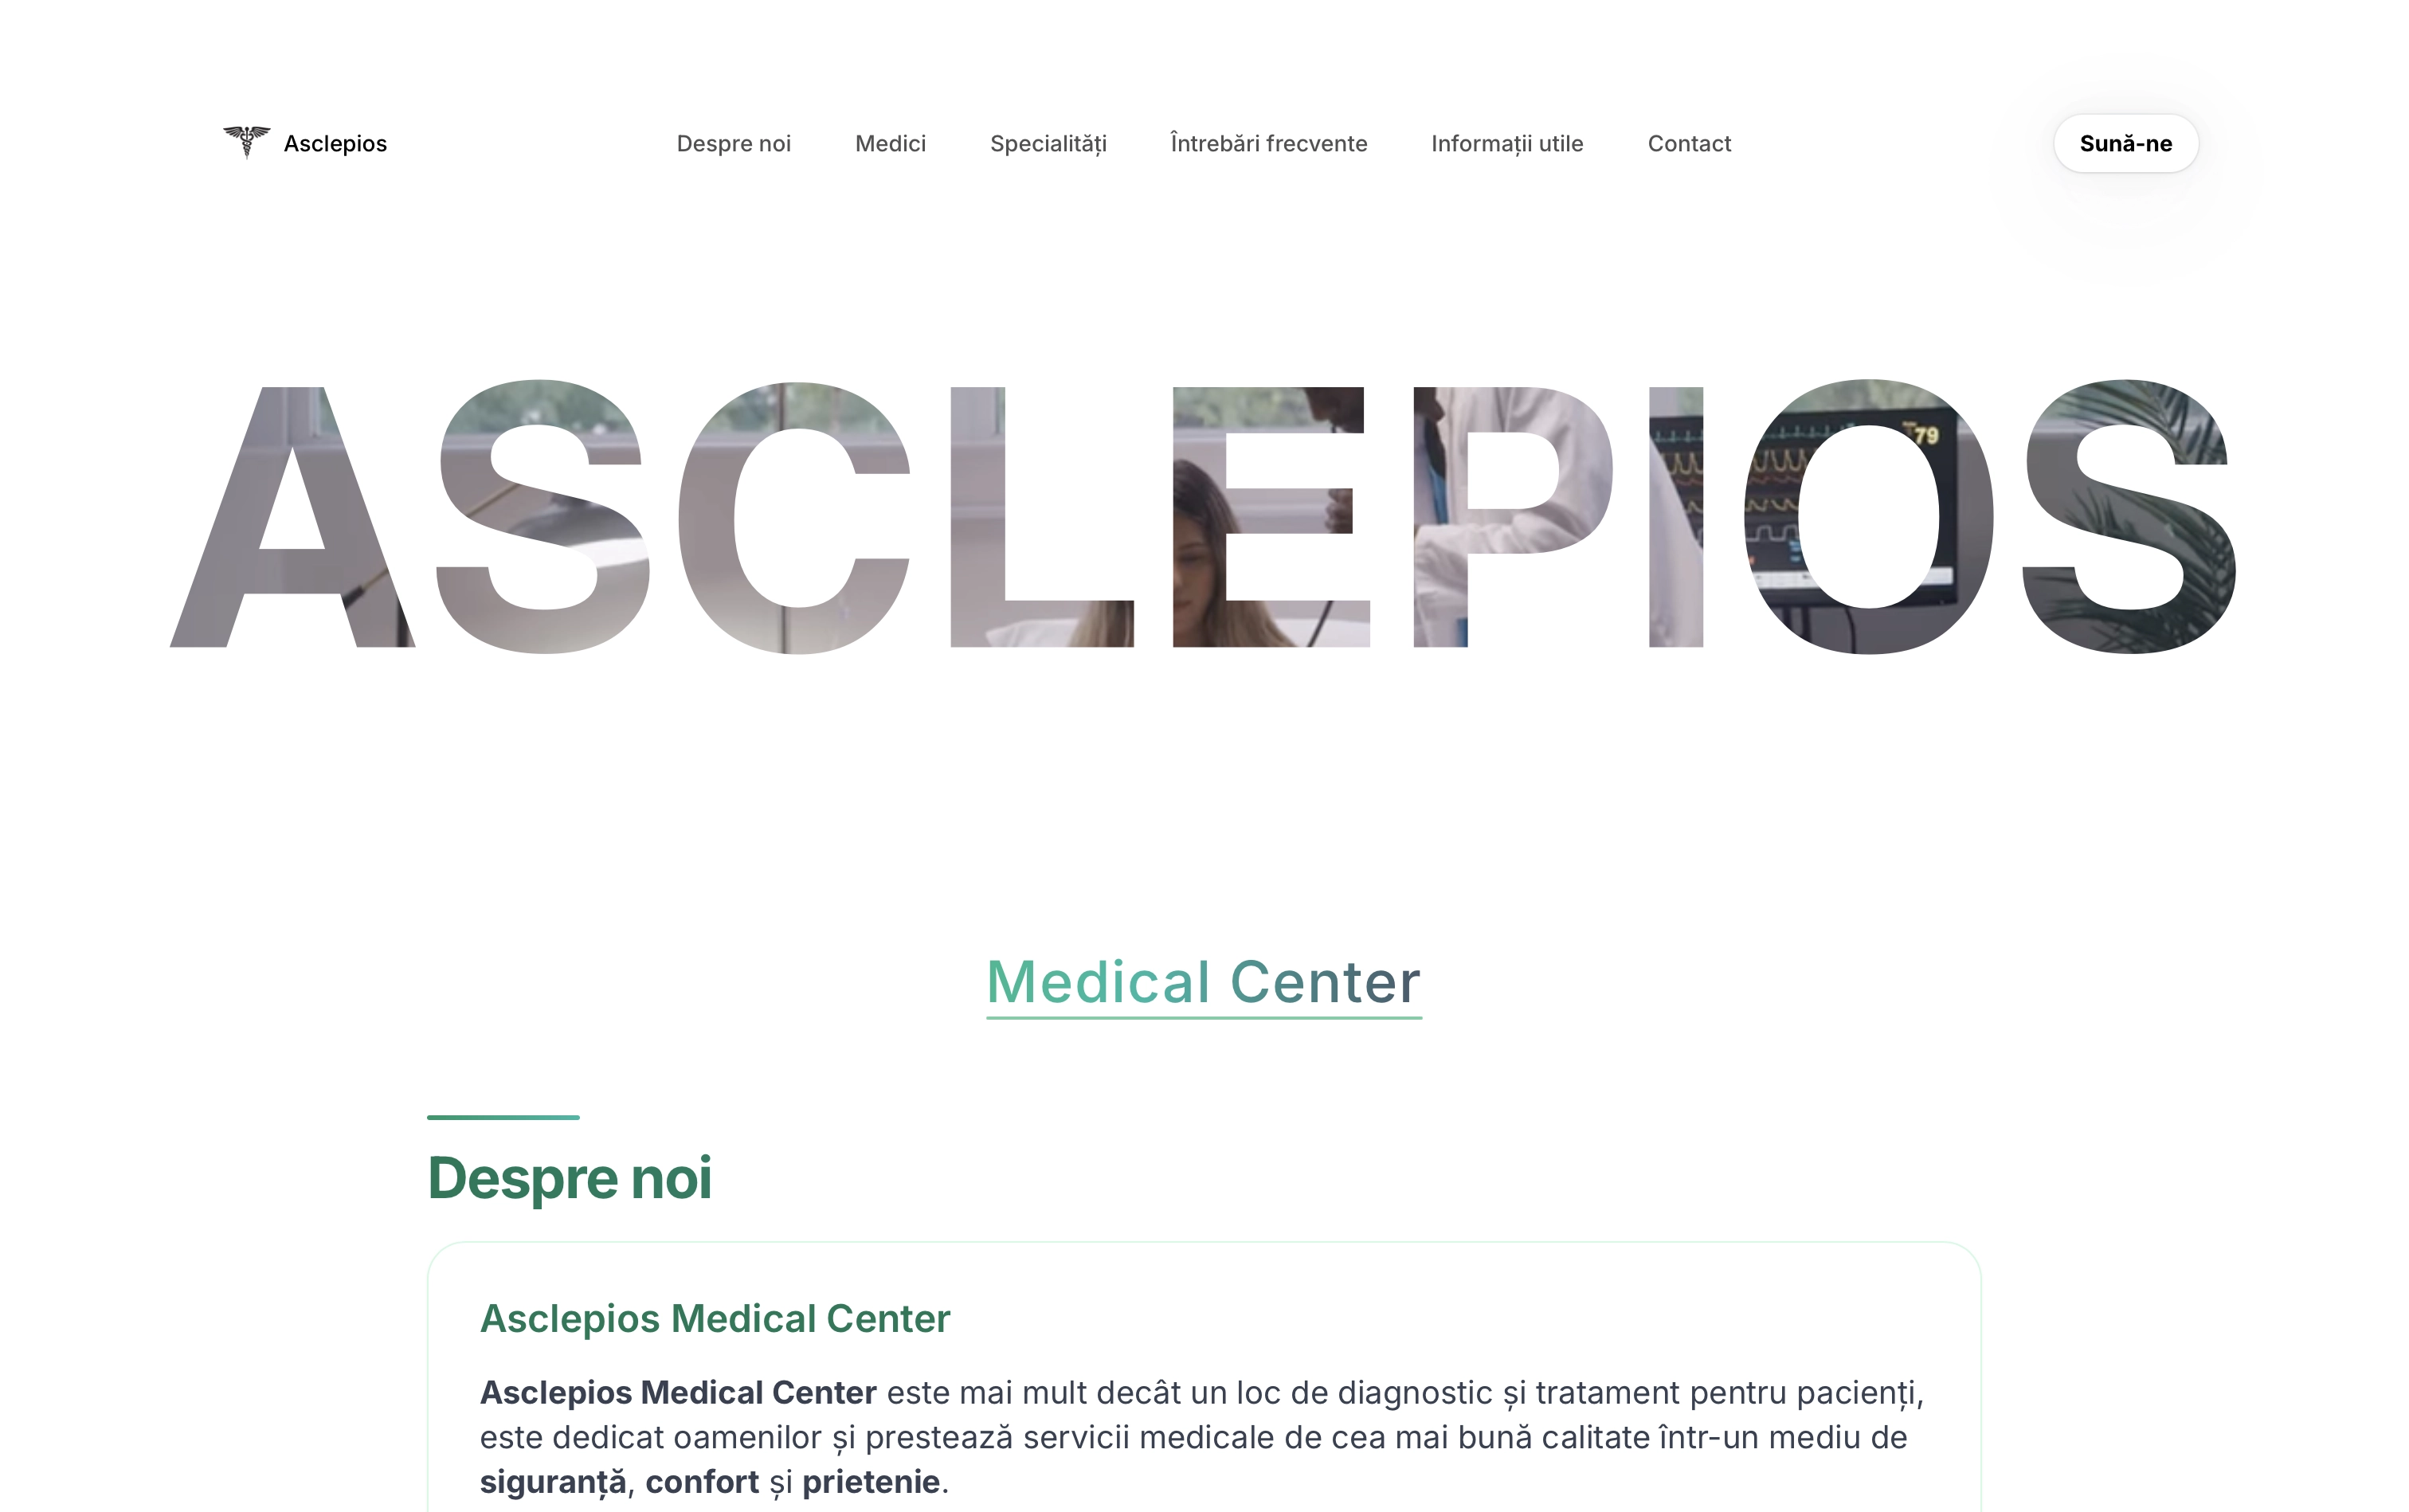 Asclepios
Despre noi
Medici
Specialități
Întrebări frecvente
Informații utile
Contact
Sună-ne
ASCLEPIOS
79
Medical Center
Despre noi
Asclepios Medical Center
Asclepios Medical Center este mai mult decât un loc de diagnostic și tratament pentru pacienți,
este dedicat oamenilor și prestează servicii medicale de cea mai bună calitate într-un mediu de
siguranță, confort și prietenie.